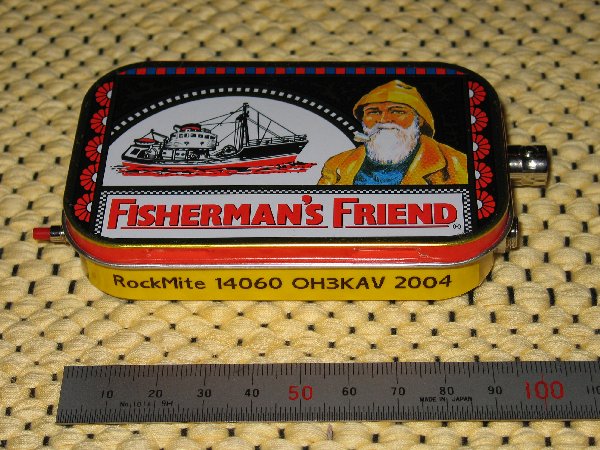 FISHERMAN'S FRIEND
RockMite 14060 OH3KAV 2004
10 20 30 40 50 60 70 80 90 100
MADE IN JAPAN